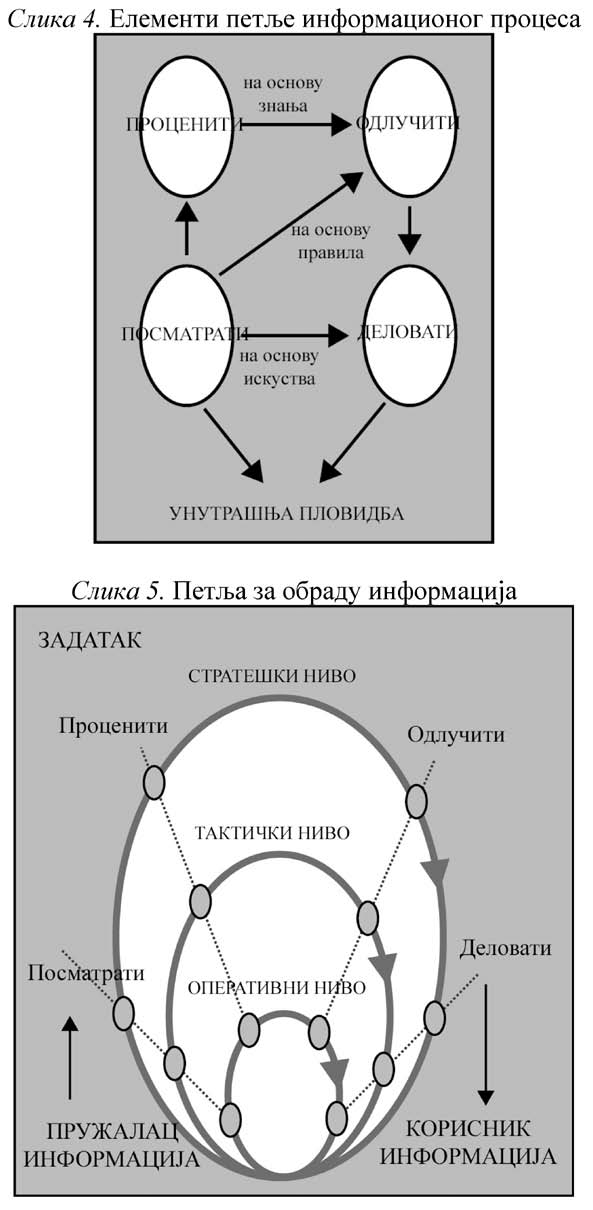 Слика 4. Елементи петље информационог процеса
на основу
знања
ПРОЦЕНИТИ
ОДЛУЧИТИ
на основу
правила
ПОСМАТРАТИ
ДЕЛОВАТИ
на основу
искуства
УНУТРАШЊА ПЛОВИДБА
Слика 5. Петља за обраду информација
ЗАДАТАК
СТРАТЕШКИ НИВО
Проценити
Одлучити
ТАКТИЧКИ НИВО
Деловати
Посматрати
ОПЕРАТИВНИ НИВО
ПРУЖАЛАЦ
ИНФОРМАЦИЈА
КОРИСНИК
ИНФОРМАЦИЈА